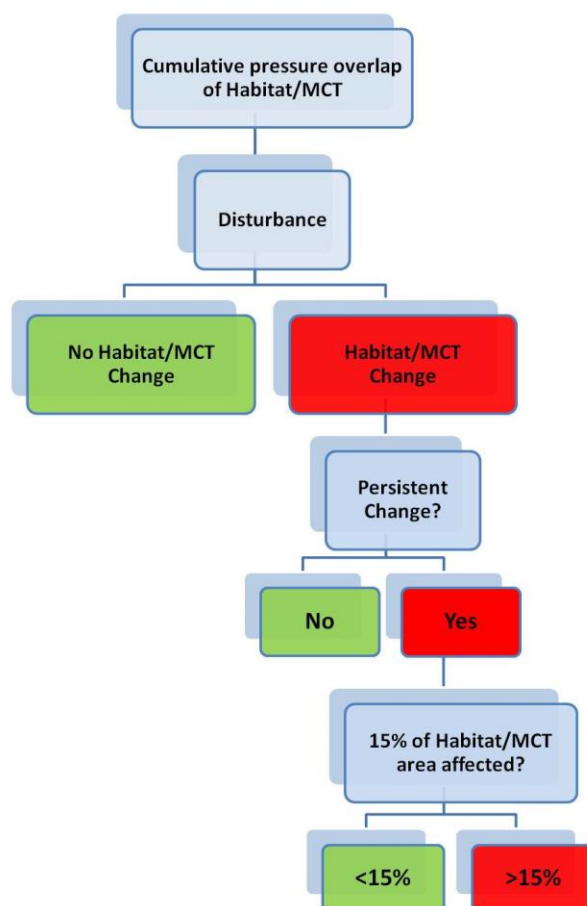 Cumulative pressure overlap
of Habitat/MCT
Disturbance
No Habitat/MCT
Change
Habitat/MCT
Change
Persistent
Change?
No
Yes
15% of Habitat/MCT
area affected?
<15%
>15%